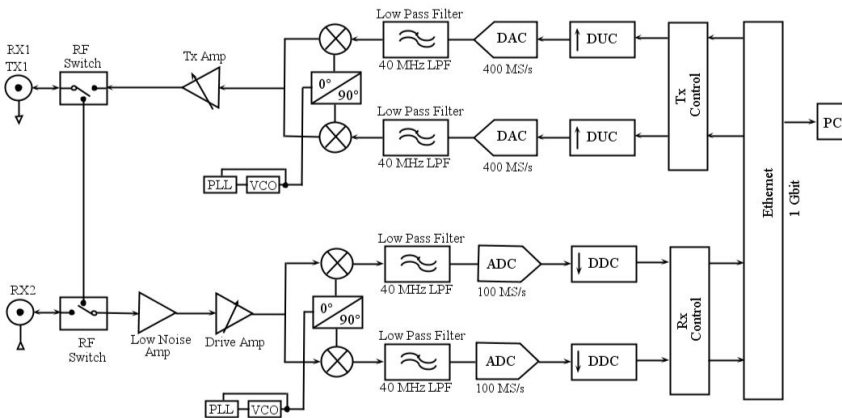 RX1
TX1
RF
Switch
Tx Amp
0°
90°
PLL
VCO
Low Pass Filter
40 MHz LPF
DAC
400 MS/s
DUC
Low Pass Filter
40 MHz LPF
DAC
400 MS/s
DUC
Tx
Control
Ethernet
1 Gbit
PC
RX2
RF
Switch
Low Noise
Amp
Drive Amp
0°
90°
PLL
VCO
Low Pass Filter
40 MHz LPF
ADC
100 MS/s
DDC
Low Pass Filter
40 MHz LPF
ADC
100 MS/s
DDC
Rx
Control